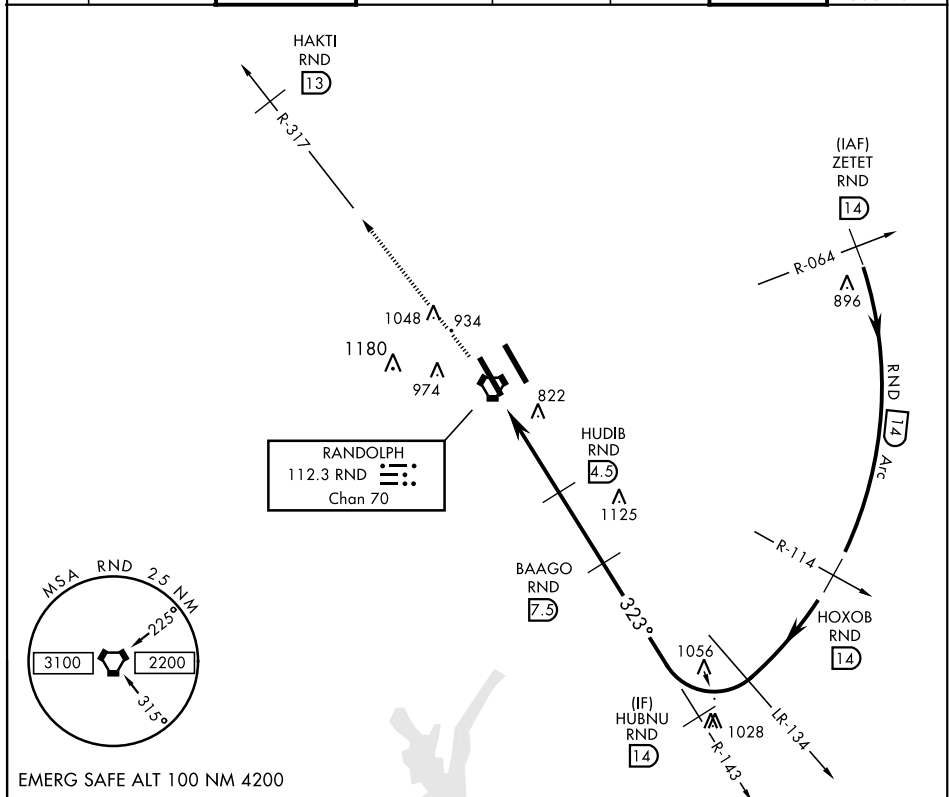 HAKTI
RND
13
R-317
(IAF)
ZETET
RND
14
R-064
896
1048
934
1180
974
822
RND 14 Arc
RANDOLPH
112.3 RND
Chan 70
HUDIB
RND
4.5
1125
BAAGO
RND
7.5
R-114
HOXOB
RND
14
323°
1056
(IF)
HUBNU
RND
14
1028
R-143
LR-134
MSA RND 25 NM
225°
3100
2200
315°
EMERG SAFE ALT 100 NM 4200